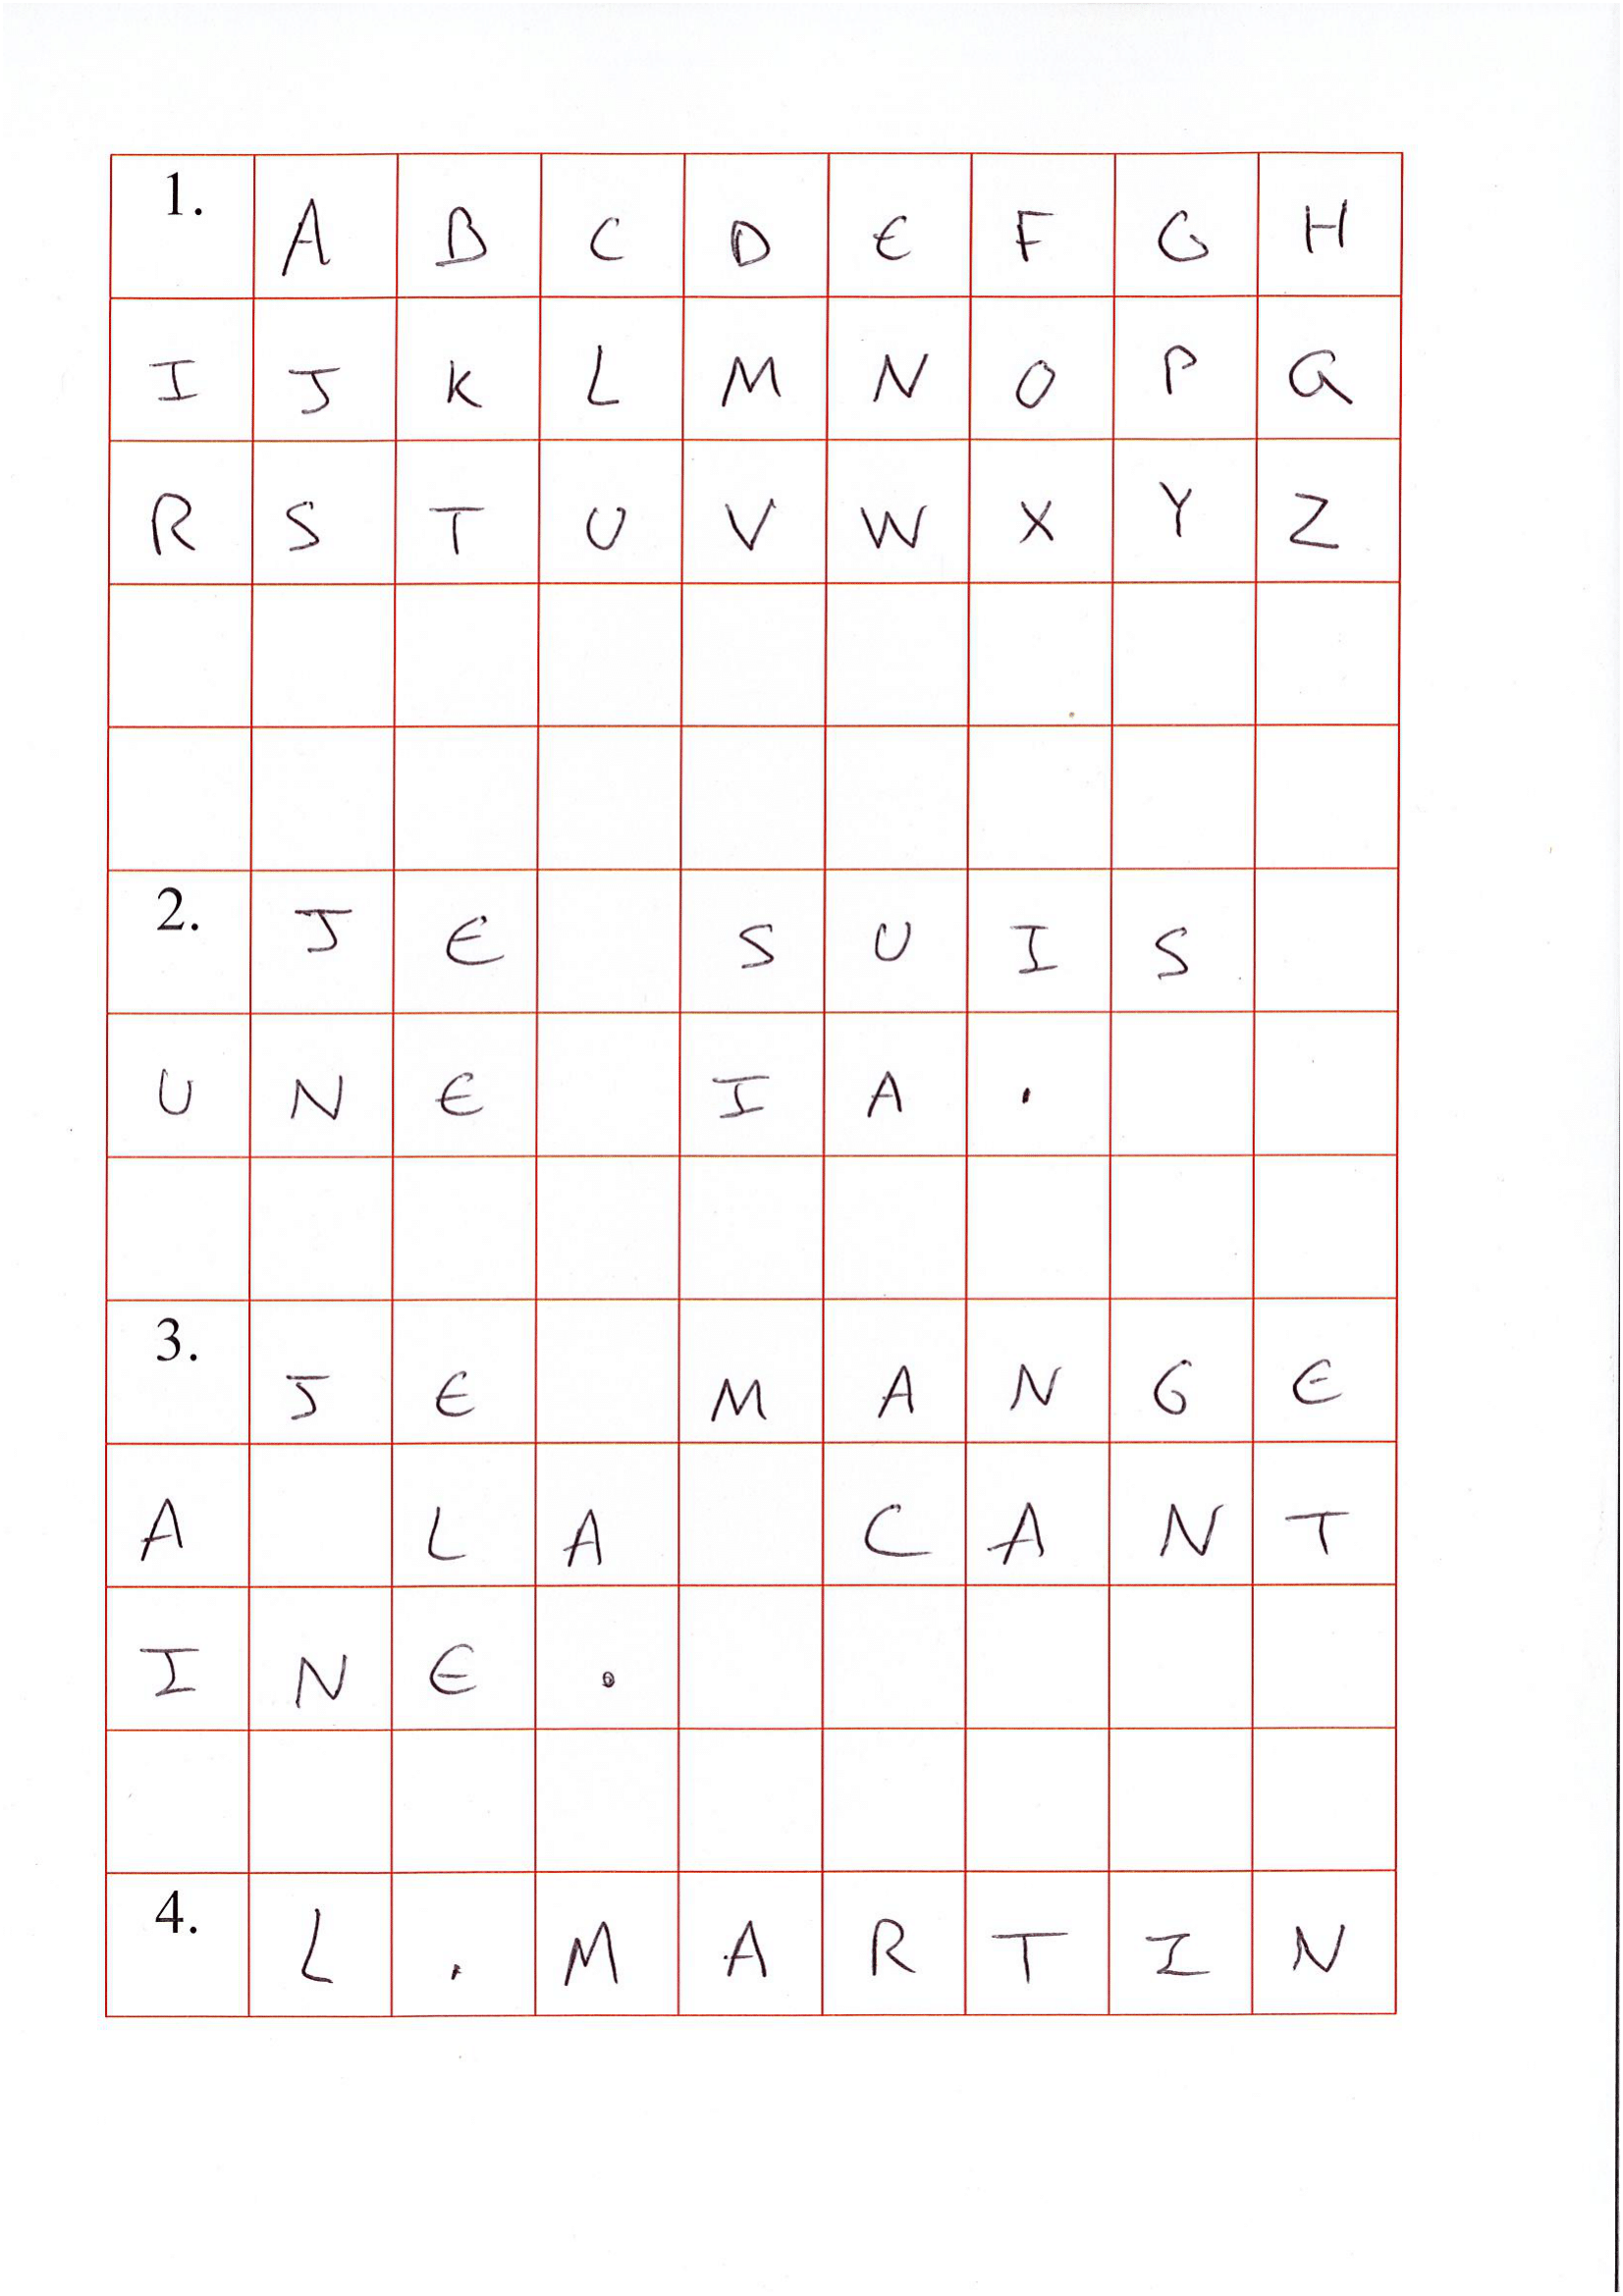 1. A B C D E F G H
I J K L M N O P Q
R S T U V W X Y Z
2. J E S U I S
U N E I A .
3. J E M A N G E
A L A C A N T
I N E .
4. L . M A R T I N